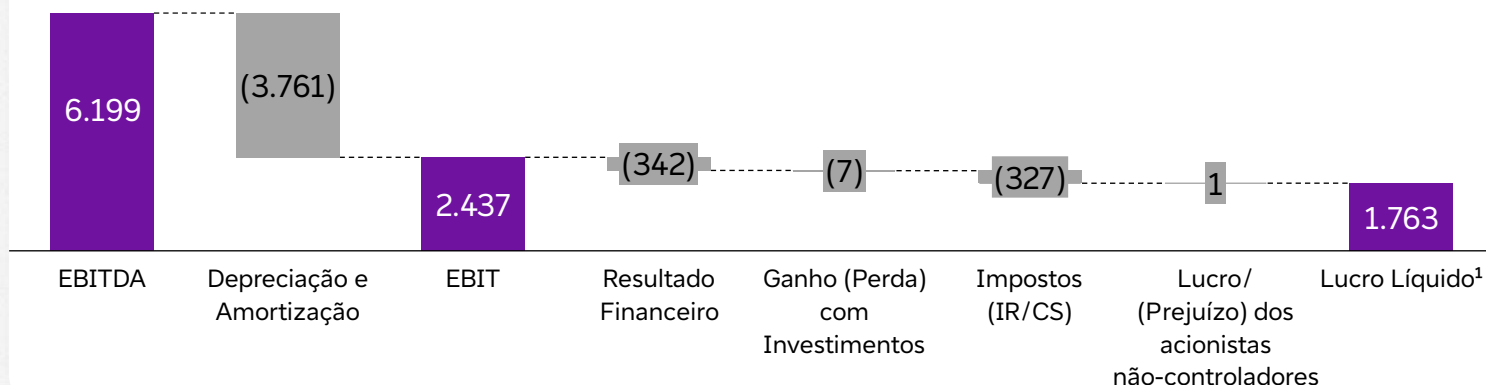 6.199
(3.761)
2.437
(342)
(7)
(327)
1
1.763
EBITDA
Depreciação e
Amortização
EBIT
Resultado
Financeiro
Ganho (Perda)
com
Investimentos
Impostos
(IR/CS)
Lucro/
(Prejuízo) dos
acionistas
não-controladores
Lucro Líquido¹